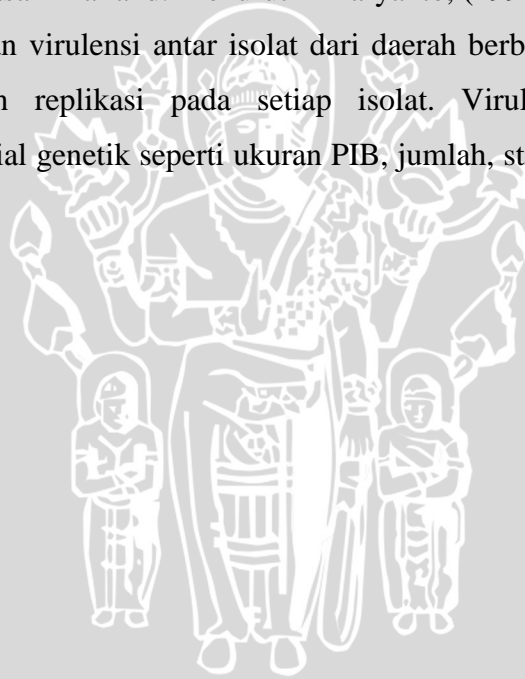 n virulensi antar isolat dari daerah berb
n replikasi pada setiap isolat. Virul
ial genetik seperti ukuran PIB, jumlah, st